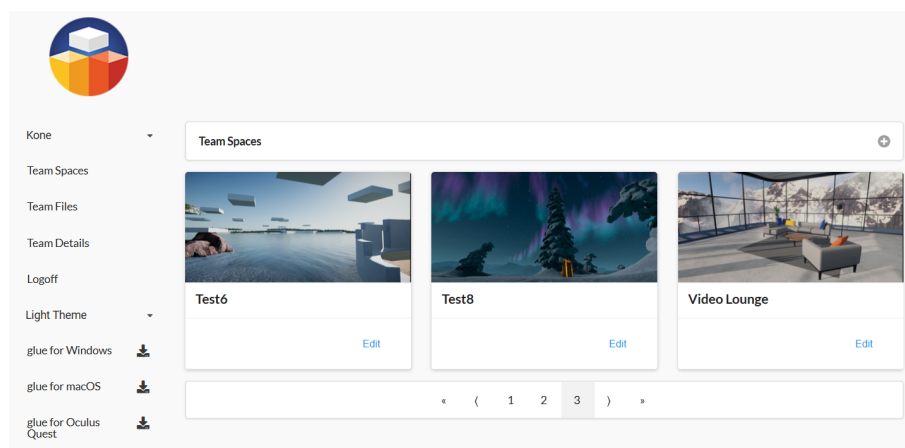 Kone
Team Spaces
Team Files
Team Details
Logoff
Light Theme
glue for Windows
glue for macOS
glue for Oculus
Quest
Team Spaces
Test6
Test8
Video Lounge
Edit
Edit
Edit
« ⟨ 1 2 3 ⟩ »